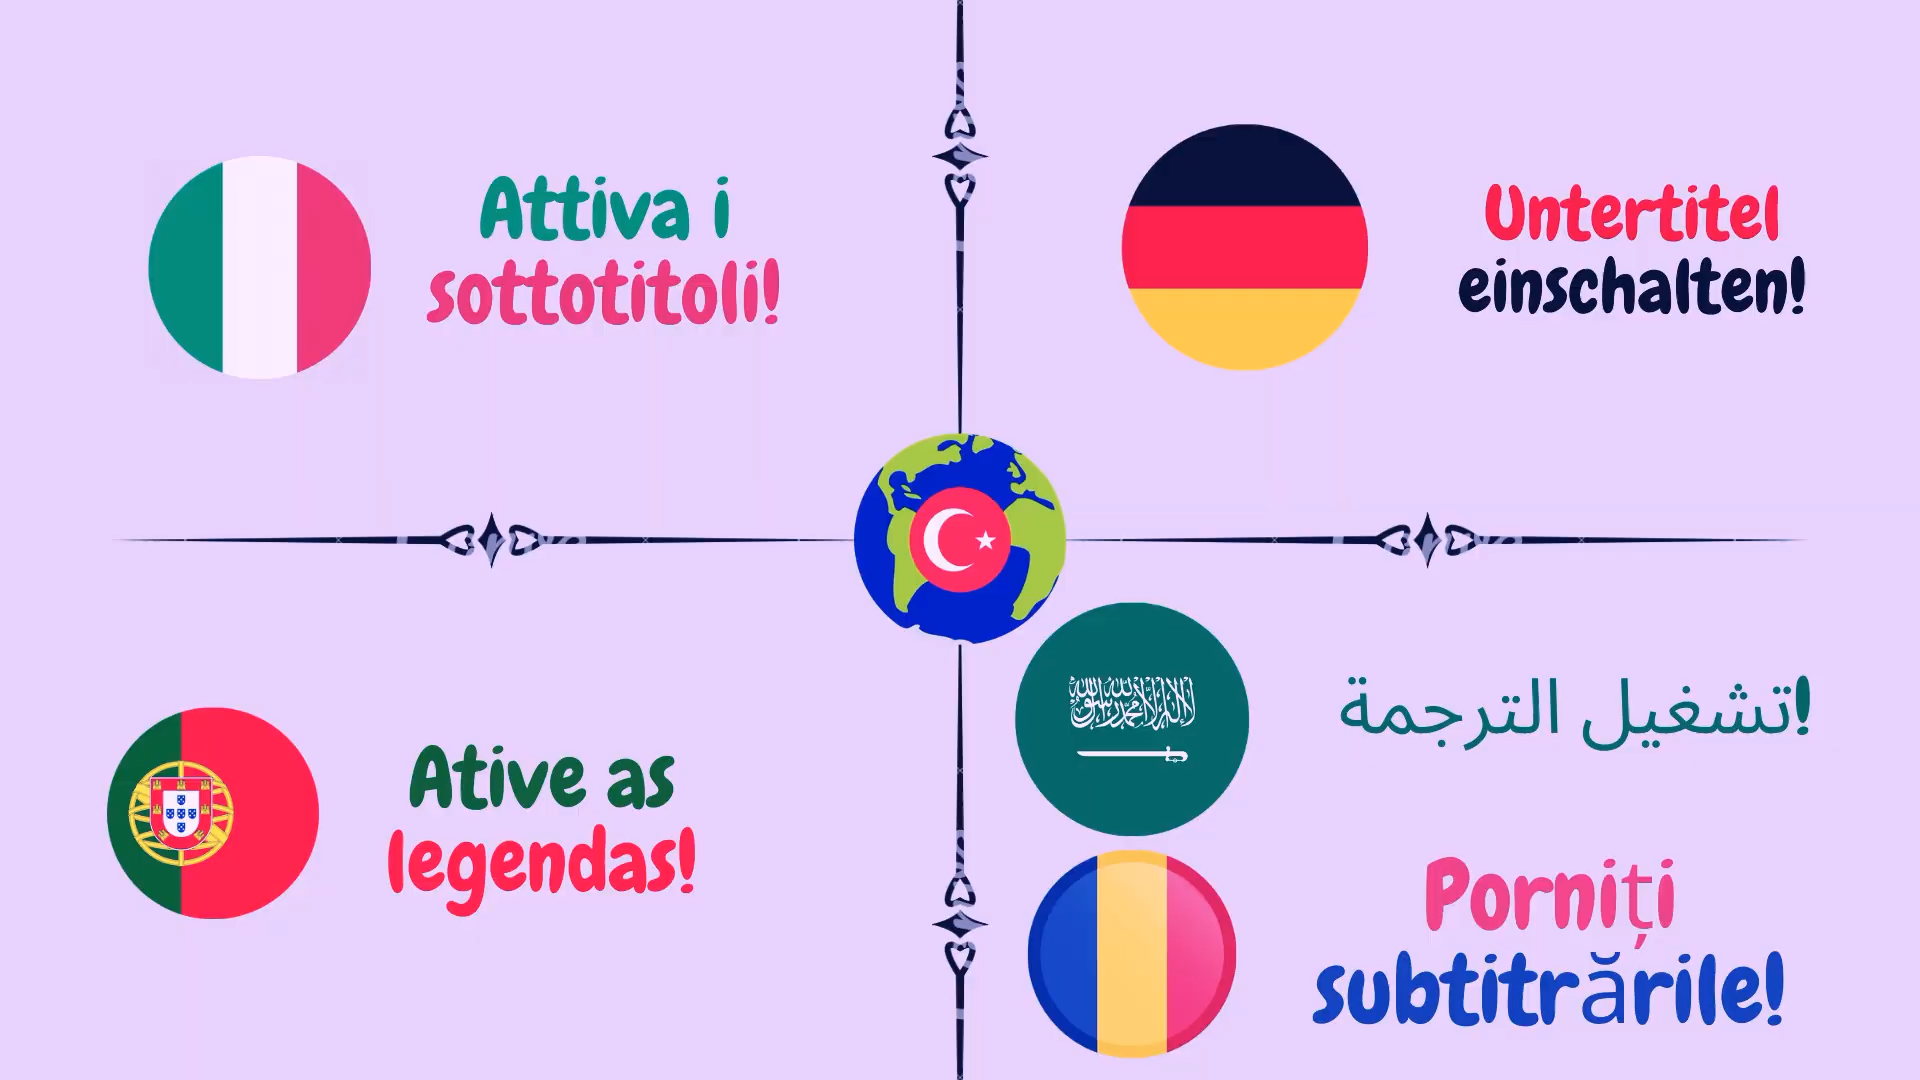 Attiva i
sottotitoli!
Untertitel
einschalten!
Ative as
legendas!
تشغيل الترجمة!
Porniți
subtitrările!